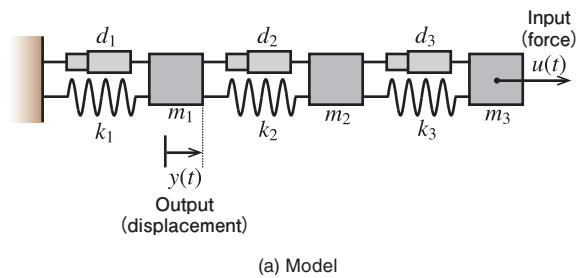 Input
(force)
u(t)
d1 d2 d3
m1 m2 m3
k1 k2 k3
y(t)
Output
(displacement)
(a) Model